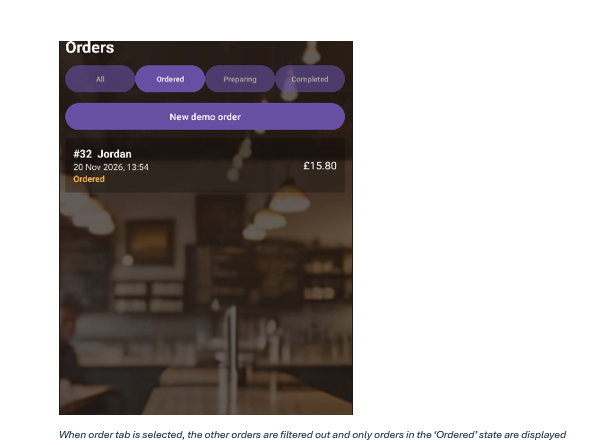 Orders
All
Ordered
Preparing
Completed
New demo order
#32 Jordan
20 Nov 2026, 13:54
Ordered
£15.80
When order tab is selected, the other orders are filtered out and only orders in the ‘Ordered’ state are displayed